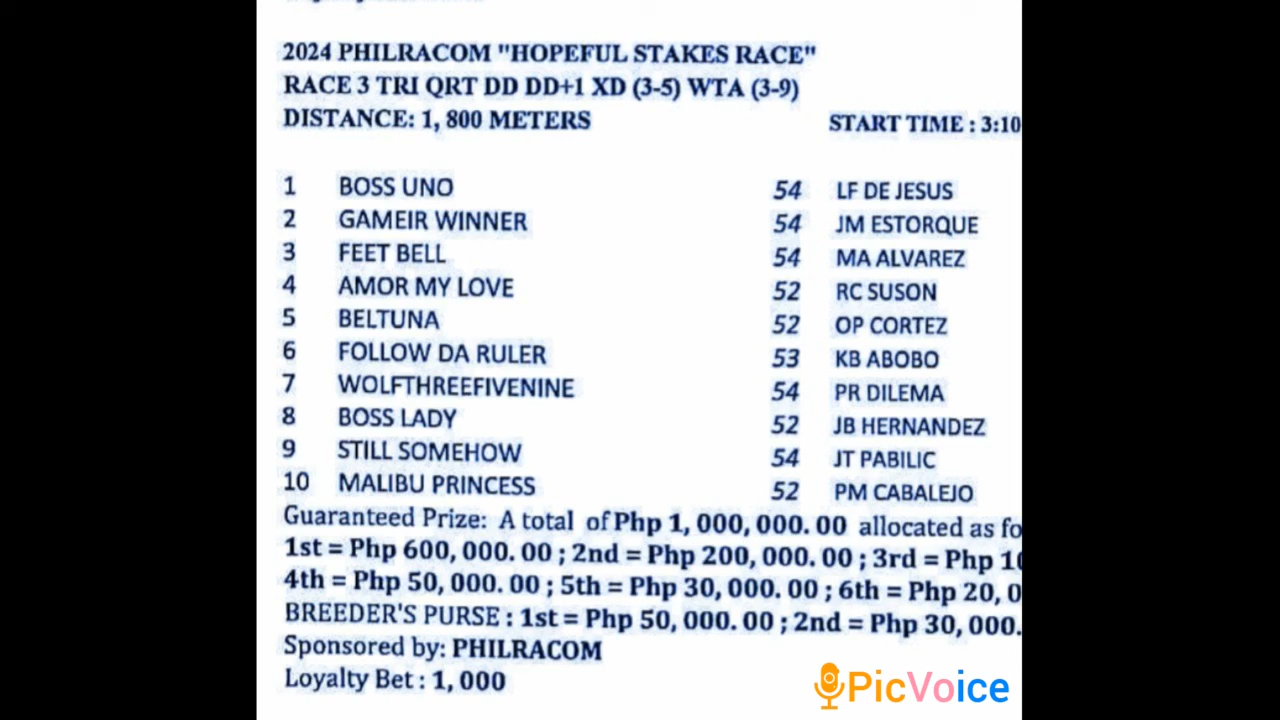 2024 PHILRACOM "HOPEFUL STAKES RACE"
RACE 3 TRI QRT DD DD+1 XD (3-5) WTA (3-9)
DISTANCE: 1, 800 METERS START TIME : 3:10
1 BOSS UNO 54 LF DE JESUS
2 GAMEIR WINNER 54 JM ESTORQUE
3 FEET BELL 54 MA ALVAREZ
4 AMOR MY LOVE 52 RC SUSON
5 BELTUNA 52 OP CORTEZ
6 FOLLOW DA RULER 53 KB ABOBO
7 WOLFTHREEFIVENINE 54 PR DILEMA
8 BOSS LADY 52 JB HERNANDEZ
9 STILL SOMEHOW 54 JT PABILIC
10 MALIBU PRINCESS 52 PM CABALEJO
Guaranteed Prize: A total of Php 1, 000, 000. 00 allocated as fo
1st = Php 600, 000. 00 ; 2nd = Php 200, 000. 00 ; 3rd = Php 10
4th = Php 50, 000. 00 ; 5th = Php 30, 000. 00 ; 6th = Php 20, 0
BREEDER'S PURSE : 1st = Php 50, 000. 00 ; 2nd = Php 30, 000.
Sponsored by: PHILRACOM
Loyalty Bet : 1, 000
PicVoice